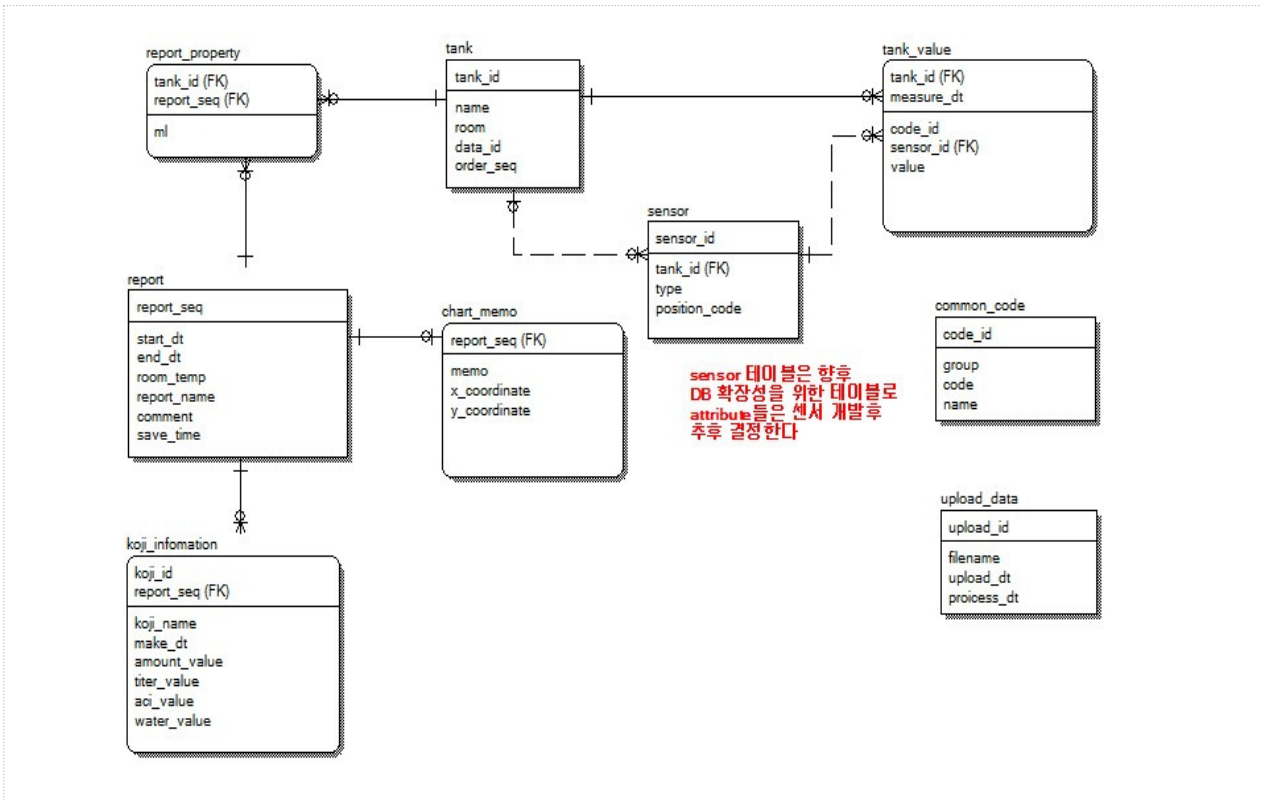 report_property
tank_id (FK)
report_seq (FK)
ml
tank
tank_id
name
room
data_id
order_seq
tank_value
tank_id (FK)
measure_dt
code_id
sensor_id (FK)
value
sensor
sensor_id
tank_id (FK)
type
position_code
report
report_seq
start_dt
end_dt
room_temp
report_name
comment
save_time
chart_memo
report_seq (FK)
memo
x_coordinate
y_coordinate
sensor 테이블은 향후
DB 확장성을 위한 테이블로
attribute들은 센서 개발후
추후 결정한다
common_code
code_id
group
code
name
upload_data
upload_id
filename
upload_dt
proicess_dt
koji_infomation
koji_id
report_seq (FK)
koji_name
make_dt
amount_value
titer_value
aci_value
water_value